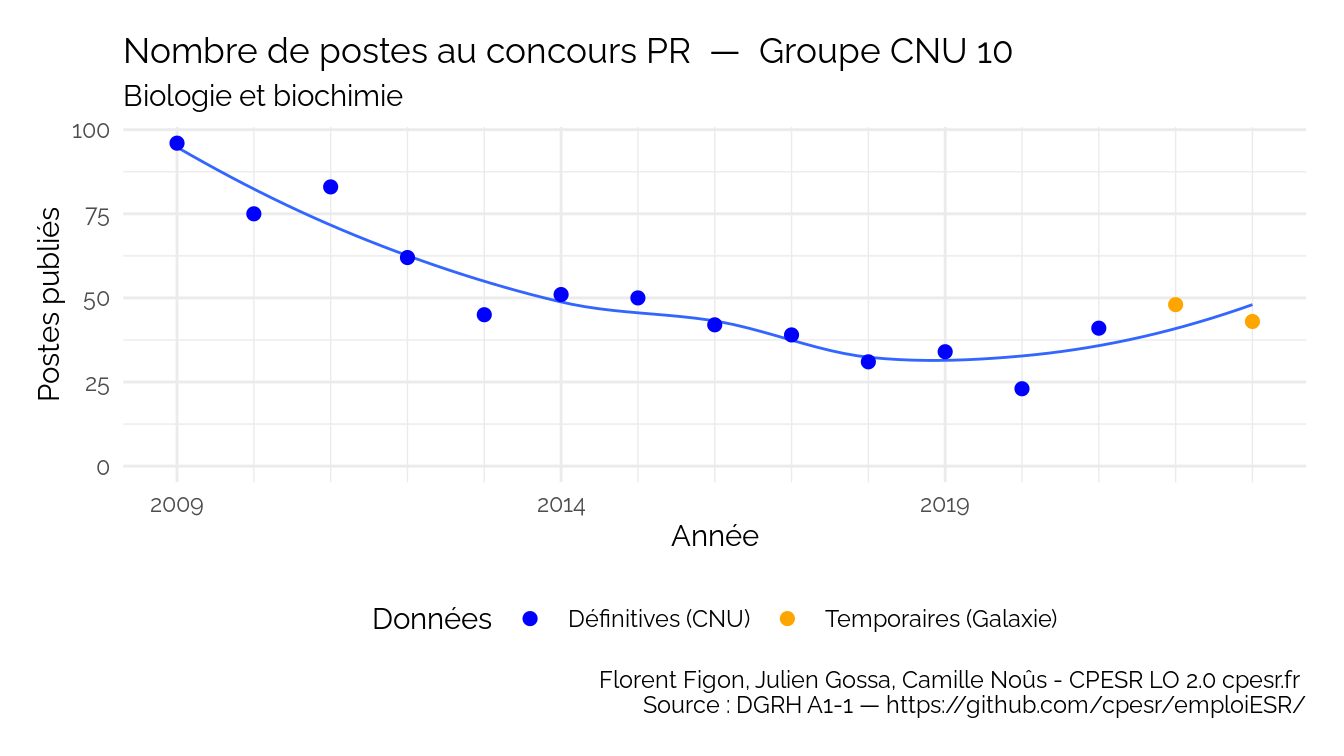 Nombre de postes au concours PR — Groupe CNU 10
Biologie et biochimie
Postes publiés
100
75
50
25
0
2009 2014 2019
Année
Données Définitives (CNU) Temporaires (Galaxie)
Florent Figon, Julien Gossa, Camille Noûs - CPESR LO 2.0 cpesr.fr
Source : DGRH A1-1 — https://github.com/cpesr/emploiESR/